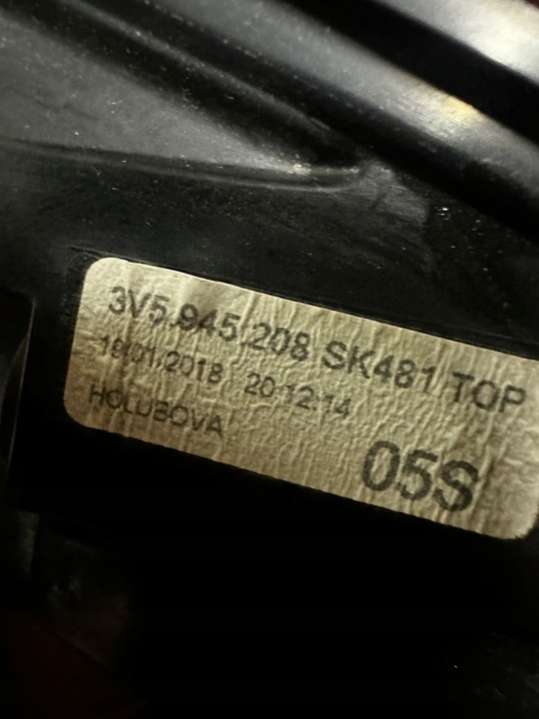 3V5.945.208 SK481 TOP
18.01.2018 20:12:14
HOLUBOVA
05S